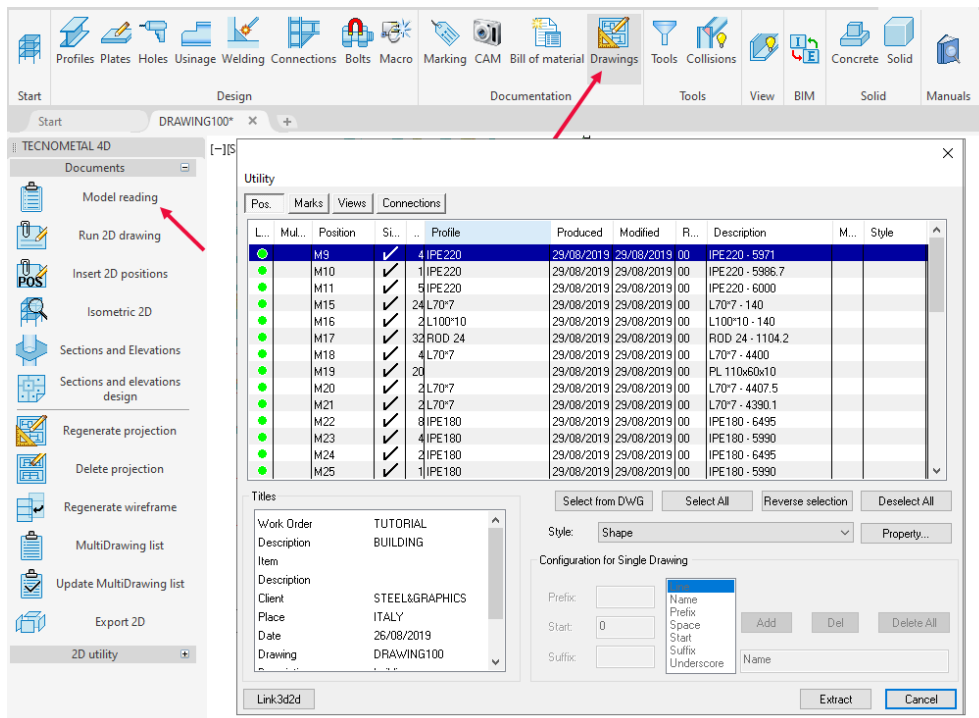 Profiles Plates Holes Usinage Welding Connections Bolts Macro Marking CAM Bill of material Drawings Tools Collisions Concrete Solid
Start Design Documentation Tools View BIM Solid Manuals
Start DRAWING100* × +
TECNOMETAL 4D
Documents
Model reading
Run 2D drawing
POS
Insert 2D positions
Isometric 2D
Sections and Elevations
Sections and elevations
design
Regenerate projection
Delete projection
Regenerate wireframe
MultiDrawing list
Update MultiDrawing list
Export 2D
2D utility
[−][S
Utility
Pos. Marks Views Connections
L... Mul... Position Si... .. Profile Produced Modified R... Description M... Style
M9 4 IPE220 29/08/2019 29/08/2019 00 IPE220 - 5971
M10 1 IPE220 29/08/2019 29/08/2019 00 IPE220 - 5986.7
M11 5 IPE220 29/08/2019 29/08/2019 00 IPE220 - 6000
M15 24 L70*7 29/08/2019 29/08/2019 00 L70*7 - 140
M16 2 L100*10 29/08/2019 29/08/2019 00 L100*10 - 140
M17 32 ROD 24 29/08/2019 29/08/2019 00 ROD 24 - 1104.2
M18 4 L70*7 29/08/2019 29/08/2019 00 L70*7 - 4400
M19 20 29/08/2019 29/08/2019 00 PL 110x60x10
M20 2 L70*7 29/08/2019 29/08/2019 00 L70*7 - 4407.5
M21 2 L70*7 29/08/2019 29/08/2019 00 L70*7 - 4390.1
M22 8 IPE180 29/08/2019 29/08/2019 00 IPE180 - 6495
M23 4 IPE180 29/08/2019 29/08/2019 00 IPE180 - 5990
M24 2 IPE180 29/08/2019 29/08/2019 00 IPE180 - 6495
M25 1 IPE180 29/08/2019 29/08/2019 00 IPE180 - 5990
Titles
Work Order TUTORIAL
Description BUILDING
Item
Description
Client STEEL&GRAPHICS
Place ITALY
Date 26/08/2019
Drawing DRAWING100
Select from DWG Select All Reverse selection Deselect All
Style: Shape Property...
Configuration for Single Drawing
Prefix:
Start: 0
Suffix:
Name
Prefix
Space
Start
Suffix
Underscore
Add Del Delete All
Name
Link3d2d Extract Cancel